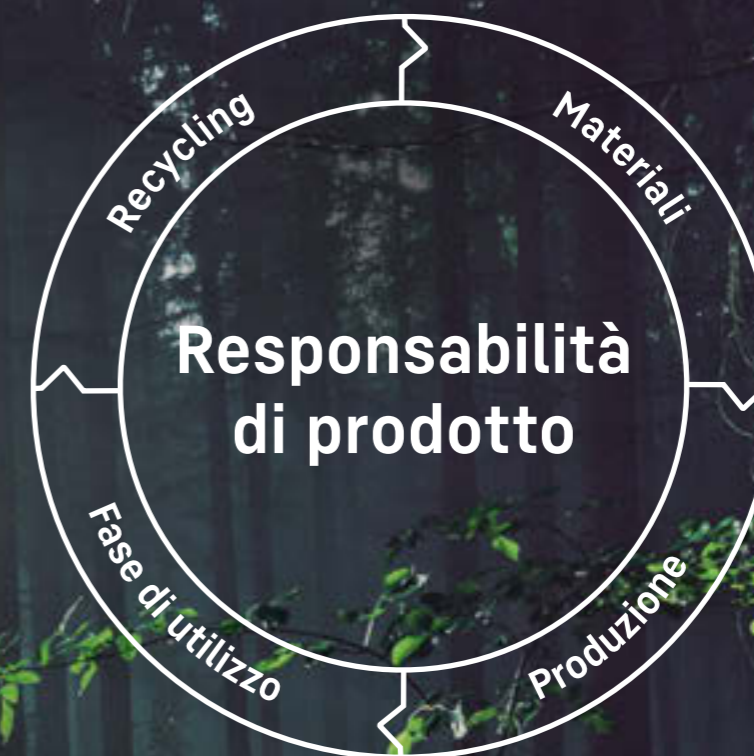 Recycling
Materiali
Responsabilità
di prodotto
Fase di utilizzo
Produzione